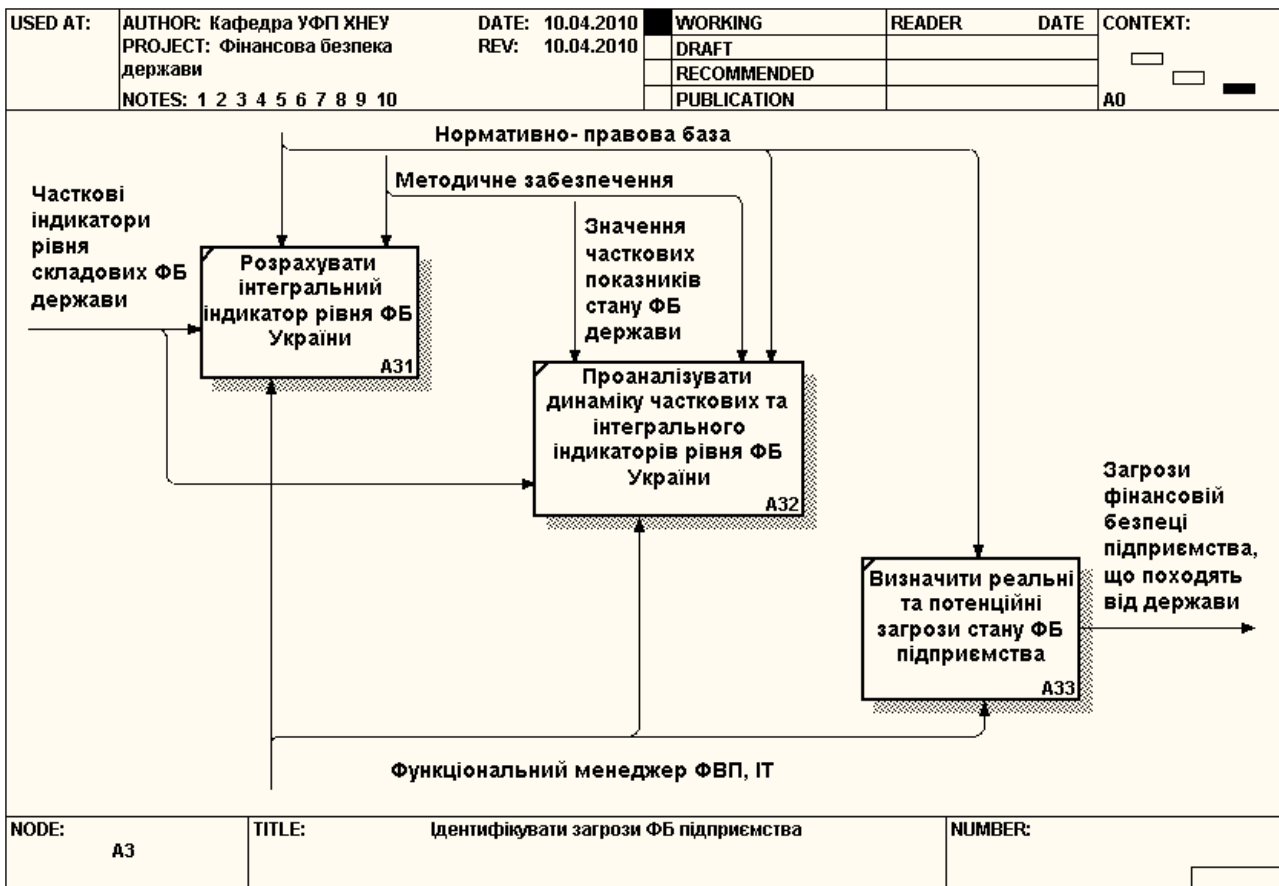 USED AT:
AUTHOR: Кафедра УФП ХНЕУ
DATE: 10.04.2010
PROJECT: Фінансова безпека
REV: 10.04.2010
держави
NOTES: 1 2 3 4 5 6 7 8 9 10
WORKING
DRAFT
RECOMMENDED
PUBLICATION
READER DATE
CONTEXT:
A0
Нормативно- правова база
Методичне забезпечення
Часткові
індикатори
рівня
складових ФБ
держави
Значення
часткових
показників
стану ФБ
держави
Розрахувати
інтегральний
індикатор рівня ФБ
України
A31
Проаналізувати
динаміку часткових та
інтегрального
індикаторів рівня ФБ
України
A32
Визначити реальні
та потенційні
загрози стану ФБ
підприємства
A33
Загрози
фінансовій
безпеці
підприємства,
що походять
від держави
Функціональний менеджер ФВП, ІТ
NODE:
A3
TITLE:
Ідентифікувати загрози ФБ підприємства
NUMBER: